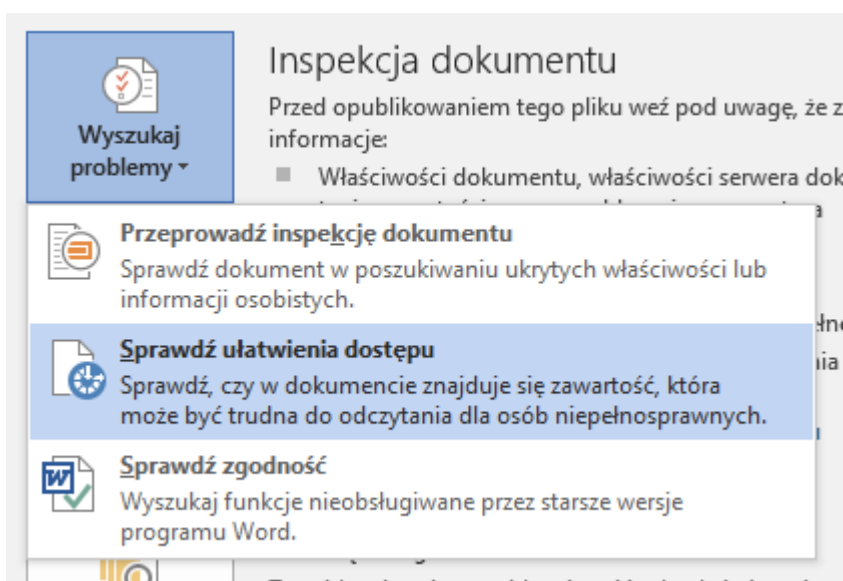 Inspekcja dokumentu
Przed opublikowaniem tego pliku weź pod uwagę, że z
informacje:
Wyszukaj
problemy
Właściwości dokumentu, właściwości serwera dok
Przeprowadź inspekcję dokumentu
Sprawdź dokument w poszukiwaniu ukrytych właściwości lub
informacji osobistych.
Sprawdź ułatwienia dostępu
Sprawdź, czy w dokumencie znajduje się zawartość, która
może być trudna do odczytania dla osób niepełnosprawnych.
Sprawdź zgodność
Wyszukaj funkcje nieobsługiwane przez starsze wersje
programu Word.